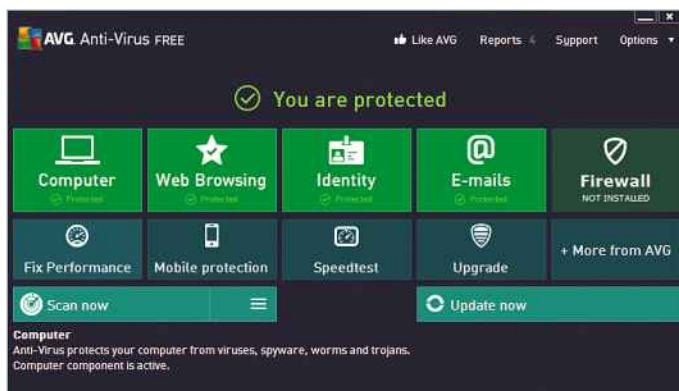 AVG. Anti-Virus FREE
Like AVG Reports 4 Support Options
You are protected
Computer Web Browsing Identity E-mails Firewall
Protected Protected Protected Protected NOT INSTALLED
Fix Performance Mobile protection Speedtest Upgrade + More from AVG
Scan now Update now
Computer
Anti-Virus protects your computer from viruses, spyware, worms and trojans.
Computer component is active.